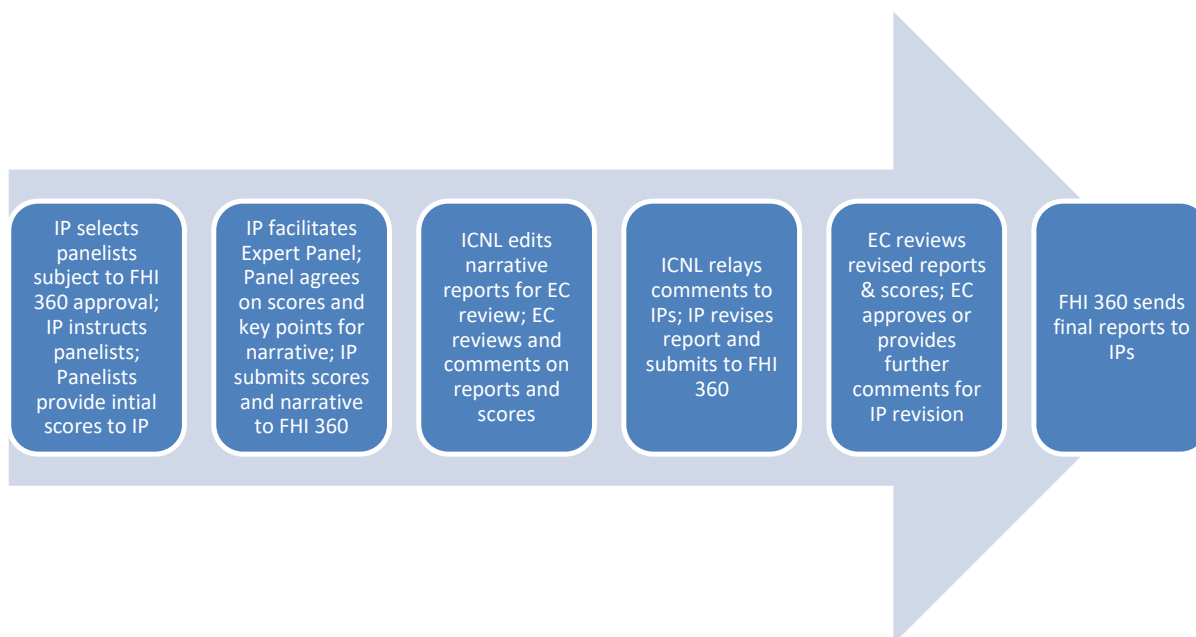 IP selects
panelists
subject to FHI
360 approval;
IP instructs
panelists;
Panelists
provide intial
scores to IP
IP facilitates
Expert Panel;
Panel agrees
on scores and
key points for
narrative; IP
submits scores
and narrative
to FHI 360
ICNL edits
narrative
reports for EC
review; EC
reviews and
comments on
reports and
scores
ICNL relays
comments to
IPs; IP revises
report and
submits to FHI
360
EC reviews
revised reports
& scores; EC
approves or
provides
further
comments for
IP revision
FHI 360 sends
final reports to
IPs